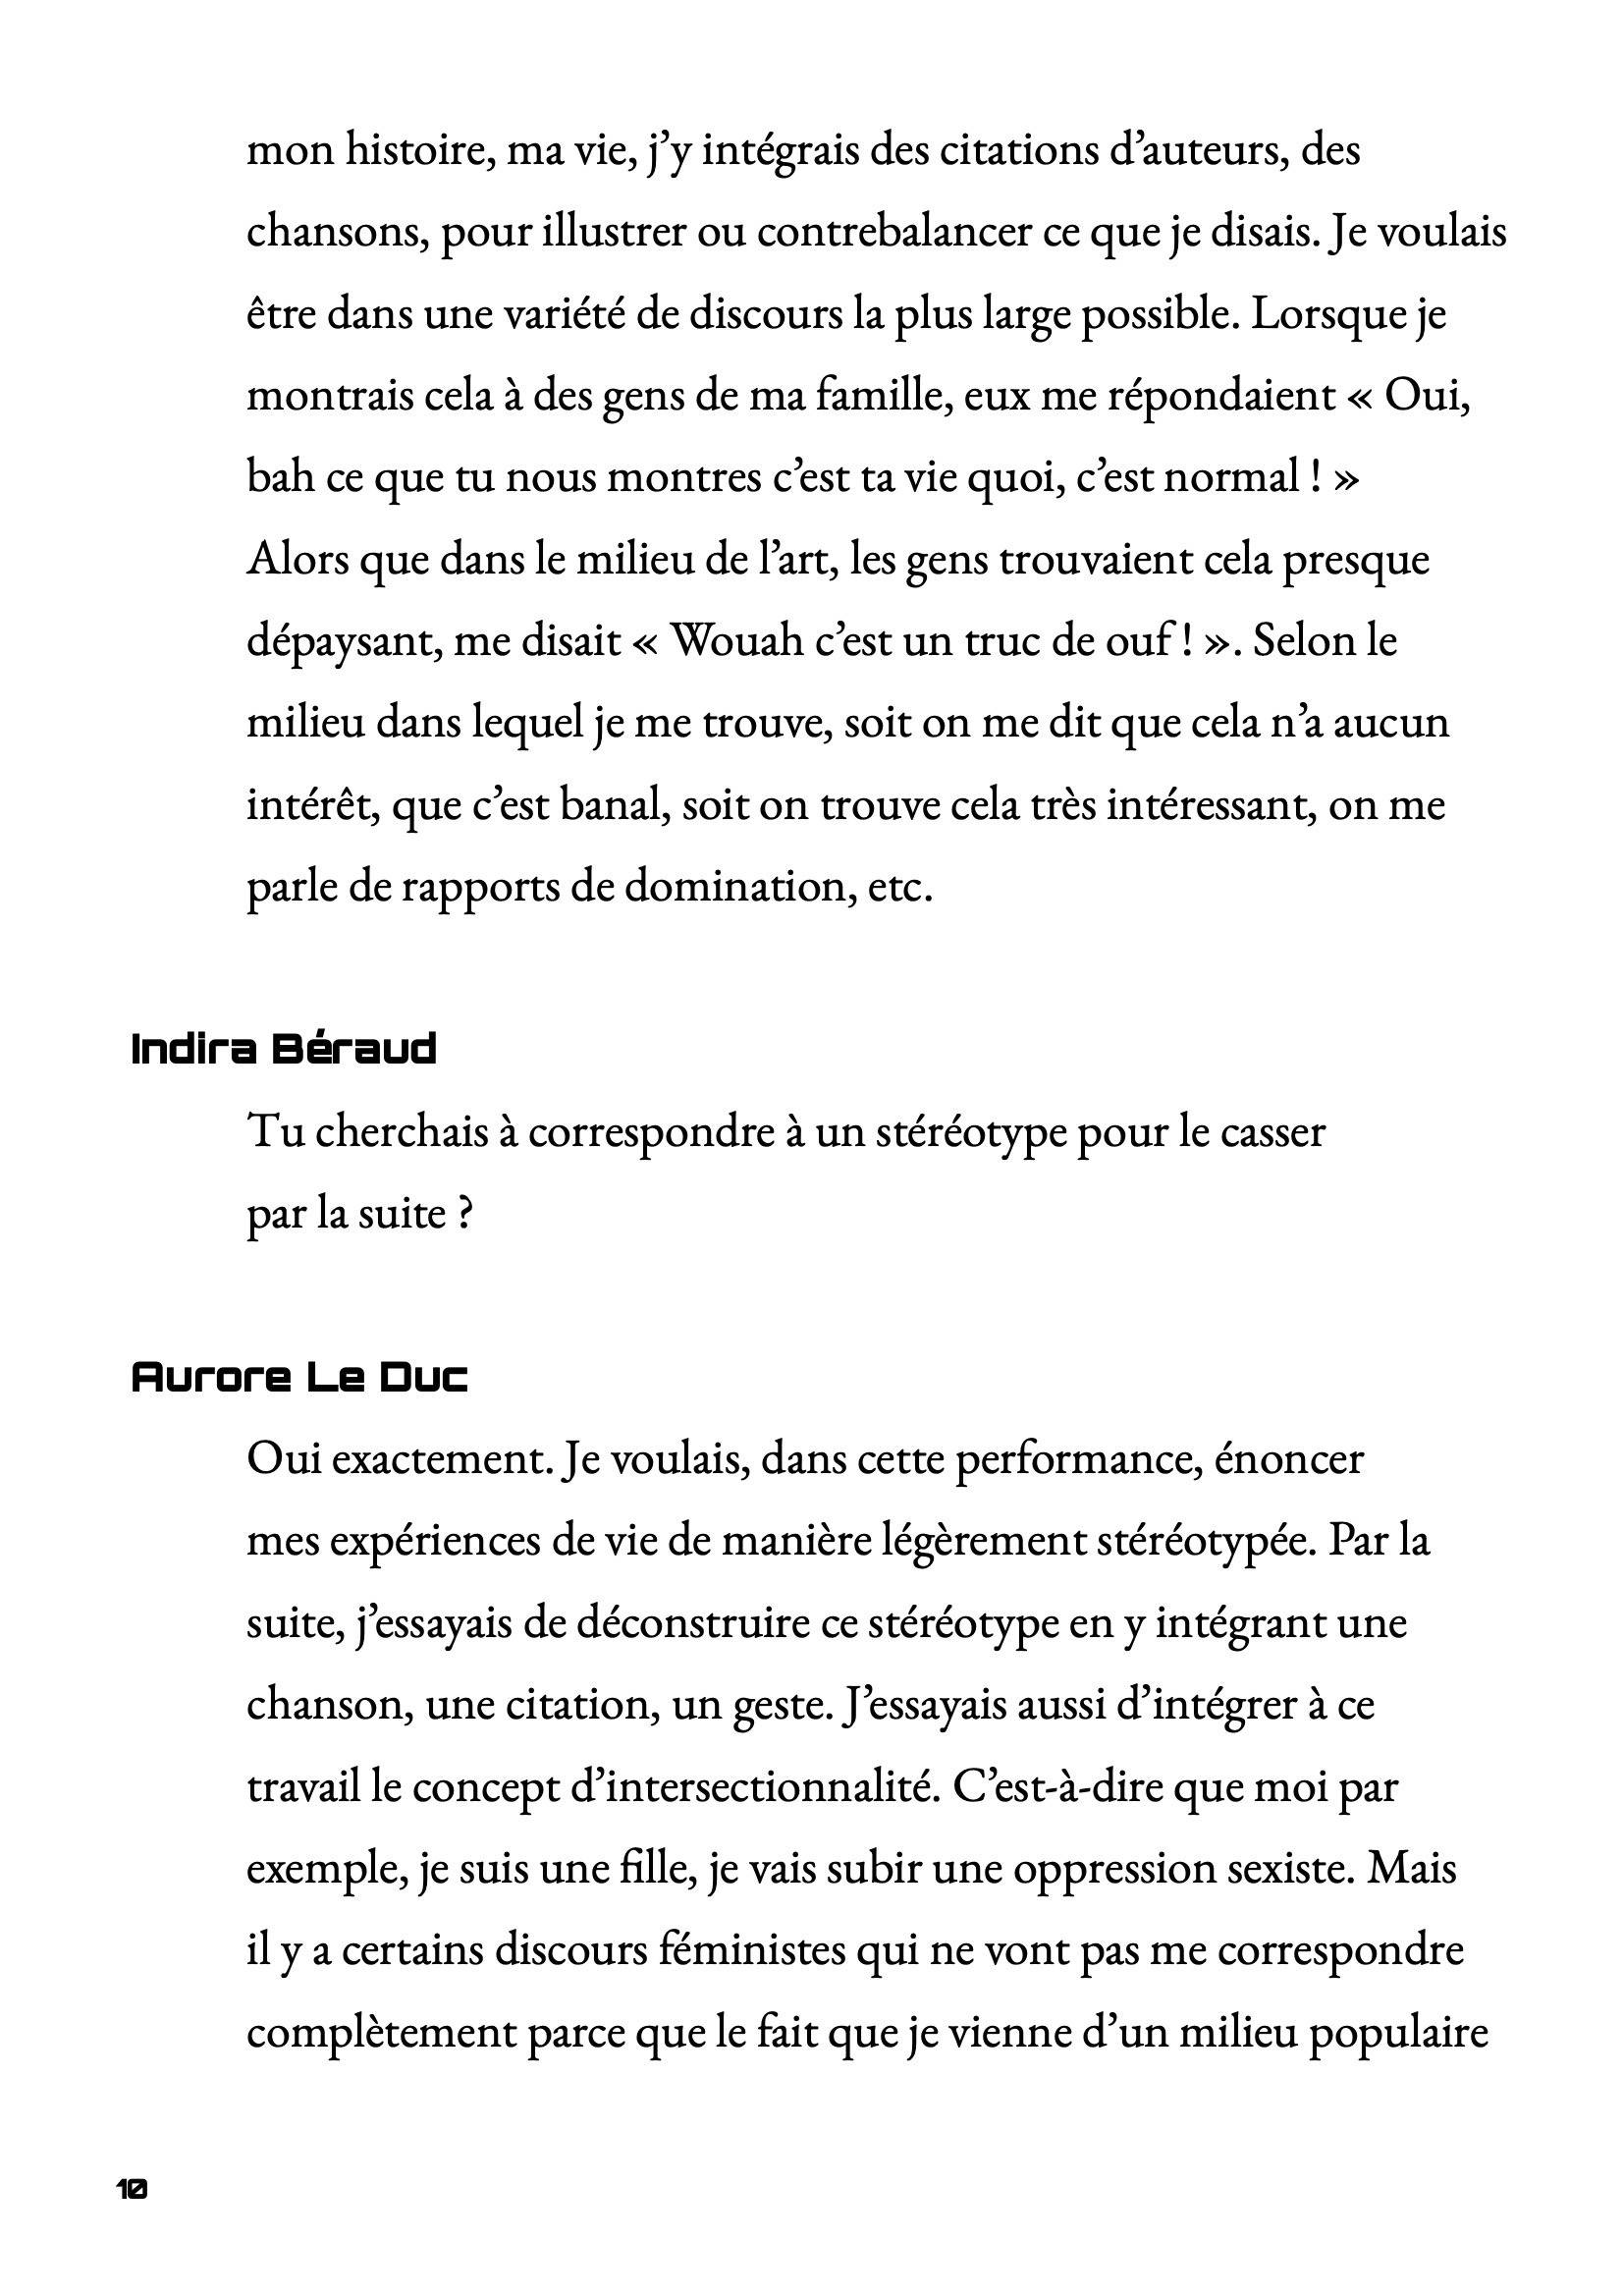 mon histoire, ma vie, j’y intégrais des citations d’auteurs, des
chansons, pour illustrer ou contrebalancer ce que je disais. Je voulais
être dans une variété de discours la plus large possible. Lorsque je
montrais cela à des gens de ma famille, eux me répondaient « Oui,
bah ce que tu nous montres c’est ta vie quoi, c’est normal ! »
Alors que dans le milieu de l’art, les gens trouvaient cela presque
dépaysant, me disait « Wouah c’est un truc de ouf ! ». Selon le
milieu dans lequel je me trouve, soit on me dit que cela n’a aucun
intérêt, que c’est banal, soit on trouve cela très intéressant, on me
parle de rapports de domination, etc.
Indira Béraud
Tu cherchais à correspondre à un stéréotype pour le casser
par la suite ?
Aurore Le Duc
Oui exactement. Je voulais, dans cette performance, énoncer
mes expériences de vie de manière légèrement stéréotypée. Par la
suite, j’essayais de déconstruire ce stéréotype en y intégrant une
chanson, une citation, un geste. J’essayais aussi d’intégrer à ce
travail le concept d’intersectionnalité. C’est-à-dire que moi par
exemple, je suis une fille, je vais subir une oppression sexiste. Mais
il y a certains discours féministes qui ne vont pas me correspondre
complètement parce que le fait que je vienne d’un milieu populaire
10